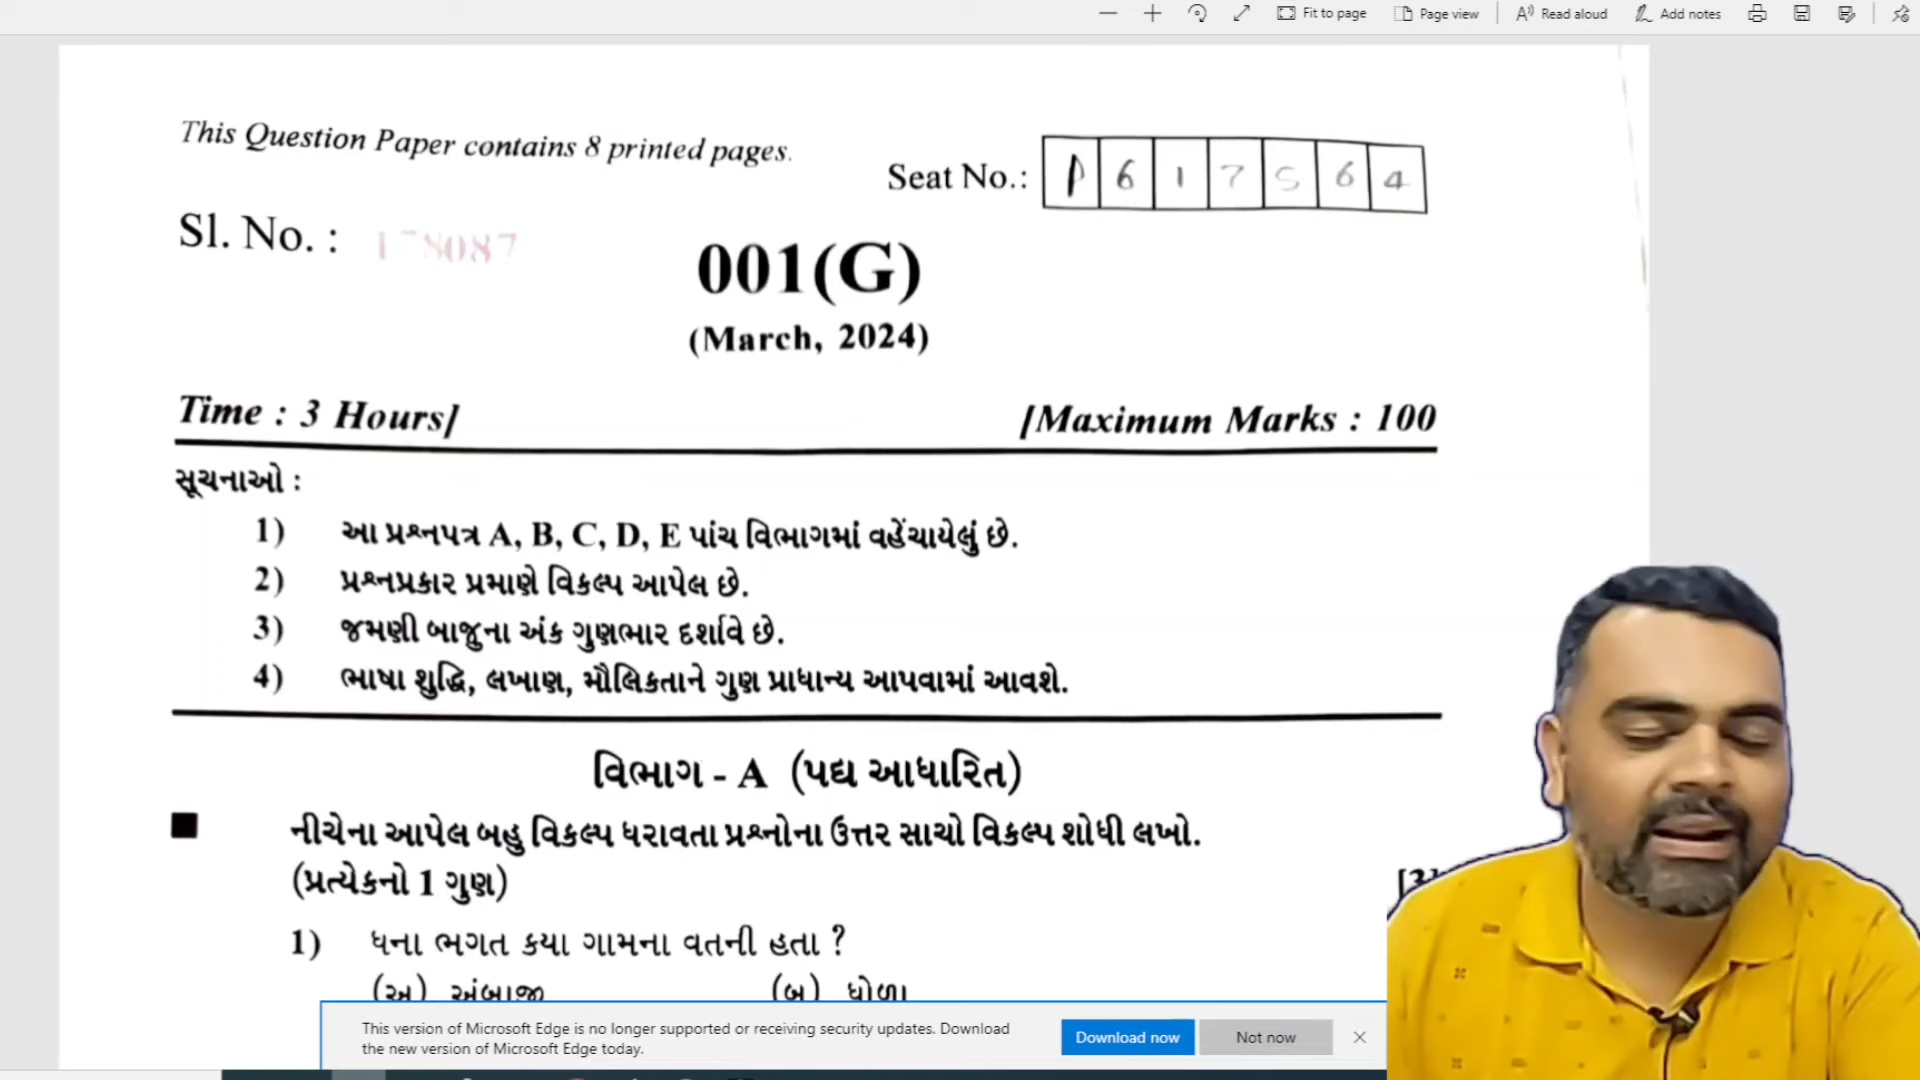 Fit to page
Page view
Read aloud
Add notes
This Question Paper contains 8 printed pages.
Seat No.: P 6 1 7 5 6 4
Sl. No. : 178087
001(G)
(March, 2024)
Time : 3 Hours]
[Maximum Marks : 100
સૂચનાઓ :
1) આ પ્રશ્નપત્ર A, B, C, D, E પાંચ વિભાગમાં વહેંચાયેલું છે.
2) પ્રશ્નપ્રકાર પ્રમાણે વિકલ્પ આપેલ છે.
3) જમણી બાજુના અંક ગુણભાર દર્શાવે છે.
4) ભાષા શુદ્ધિ, લખાણ, મૌલિકતાને ગુણ પ્રાધાન્ય આપવામાં આવશે.
વિભાગ - A (પદ્ય આધારિત)
નીચેના આપેલ બહુ વિકલ્પ ધરાવતા પ્રશ્નોના ઉત્તર સાચો વિકલ્પ શોધી લખો.
(પ્રત્યેકનો 1 ગુણ)
1) ધના ભગત કયા ગામના વતની હતા ?
(અ) અંબાજી (બ) ધોળા
This version of Microsoft Edge is no longer supported or receiving security updates. Download
the new version of Microsoft Edge today.
Download now
Not now